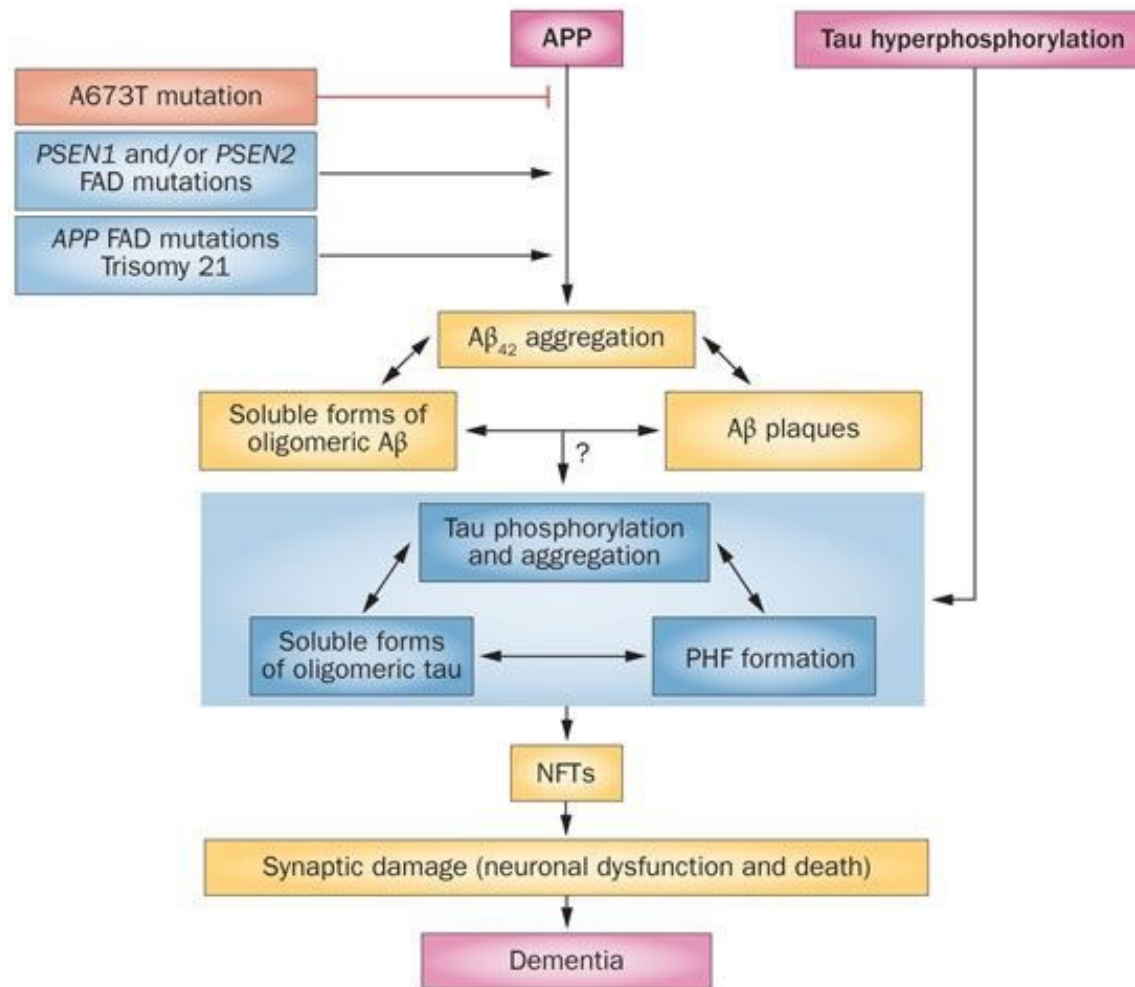 APP
Tau hyperphosphorylation
A673T mutation
PSEN1 and/or PSEN2
FAD mutations
APP FAD mutations
Trisomy 21
Aβ₄₂ aggregation
Soluble forms of
oligomeric Aβ
Aβ plaques
?
Tau phosphorylation
and aggregation
Soluble forms
of oligomeric tau
PHF formation
NFTs
Synaptic damage (neuronal dysfunction and death)
Dementia